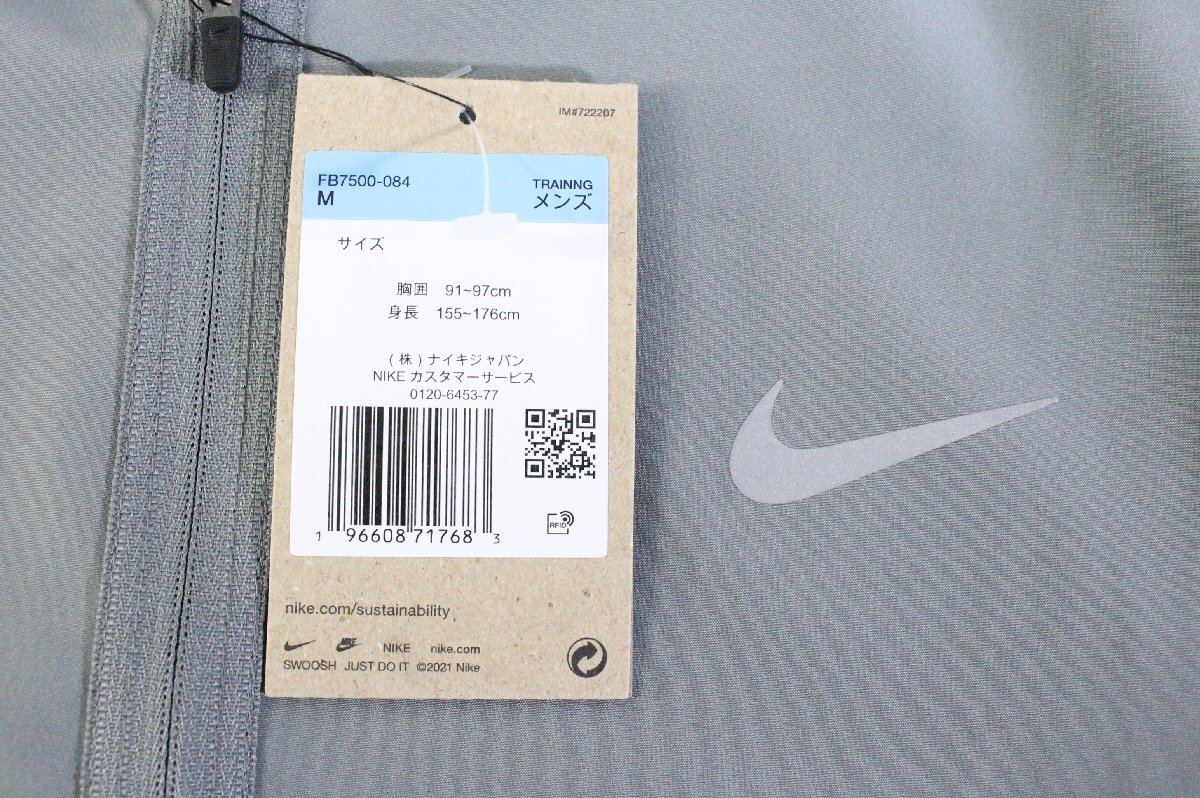 IM#722207
FB7500-084
M
TRAINNG
メンズ
サイズ
胸囲 91~97cm
身長 155~176cm
(株)ナイキジャパン
NIKE カスタマーサービス
0120-6453-77
1 96608 71768 3
RFID
nike.com/sustainability
NIKE nike.com
SWOOSH JUST DO IT ©2021 Nike